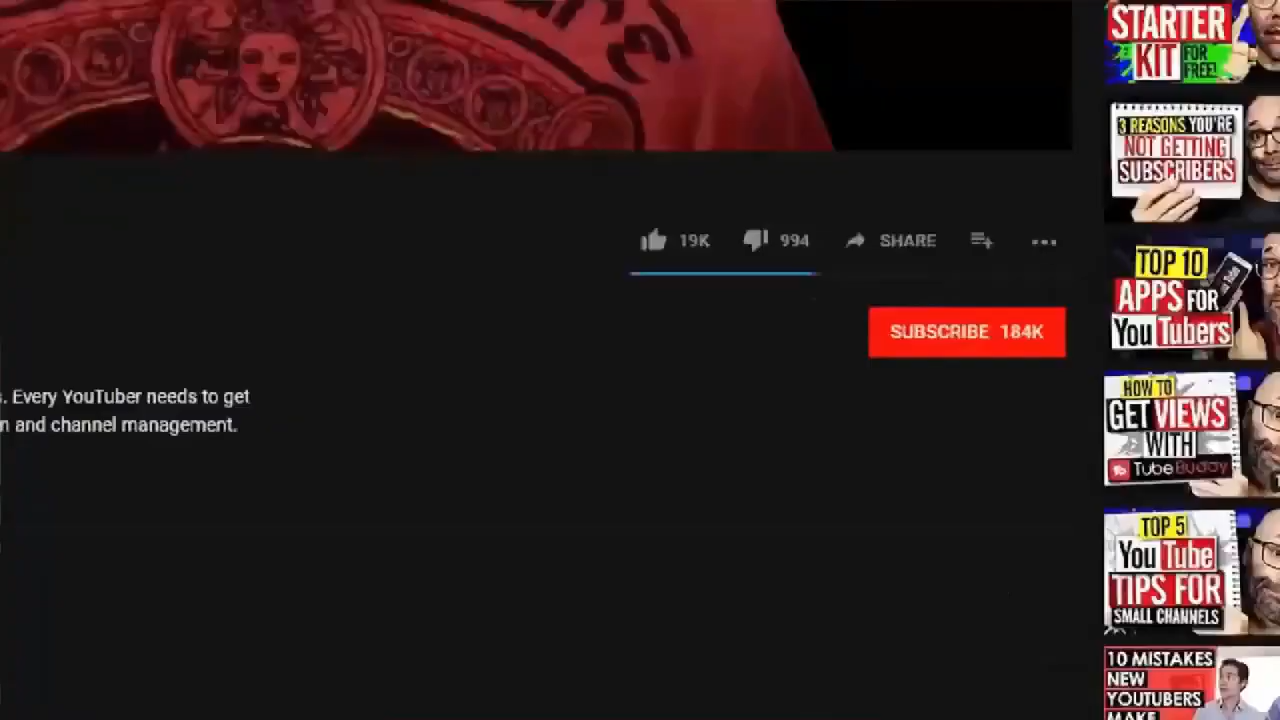 STARTER
KIT FOR FREE!
3 REASONS YOU'RE
NOT GETTING
SUBSCRIBERS
19K 994 SHARE
TOP 10
APPS FOR
YouTubers
SUBSCRIBE 184K
. Every YouTuber needs to get
n and channel management.
HOW TO
GET VIEWS
WITH
TubeBuddy
TOP 5
YouTube
TIPS FOR
SMALL CHANNELS
10 MISTAKES
NEW
YOUTUBERS
MAKE